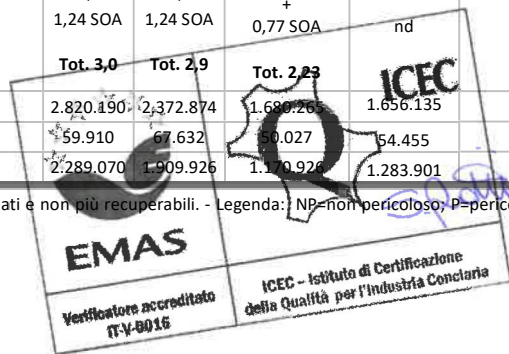 +
1,24 SOA 1,24 SOA 0,77 SOA nd
Tot. 3,0 Tot. 2,9 Tot. 2,23
2.820.190 2,372.874 1.680.265 1.656.135
59.910 67.632 50.027 54.455
2.289.070 1.909.926 1.170.926 1.283.901
ati e non più recuperabili. - Legenda: NP=non pericoloso; P=perico
ICEC
Q
EMAS
Verificatore accreditato
IT-V-0016
ICEC – Istituto di Certificazione
della Qualità per l'Industria Conciaria